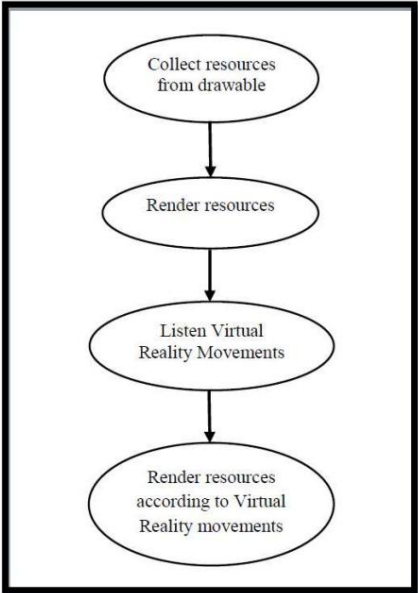 Collect resources
from drawable
Render resources
Listen Virtual
Reality Movements
Render resources
according to Virtual
Reality movements